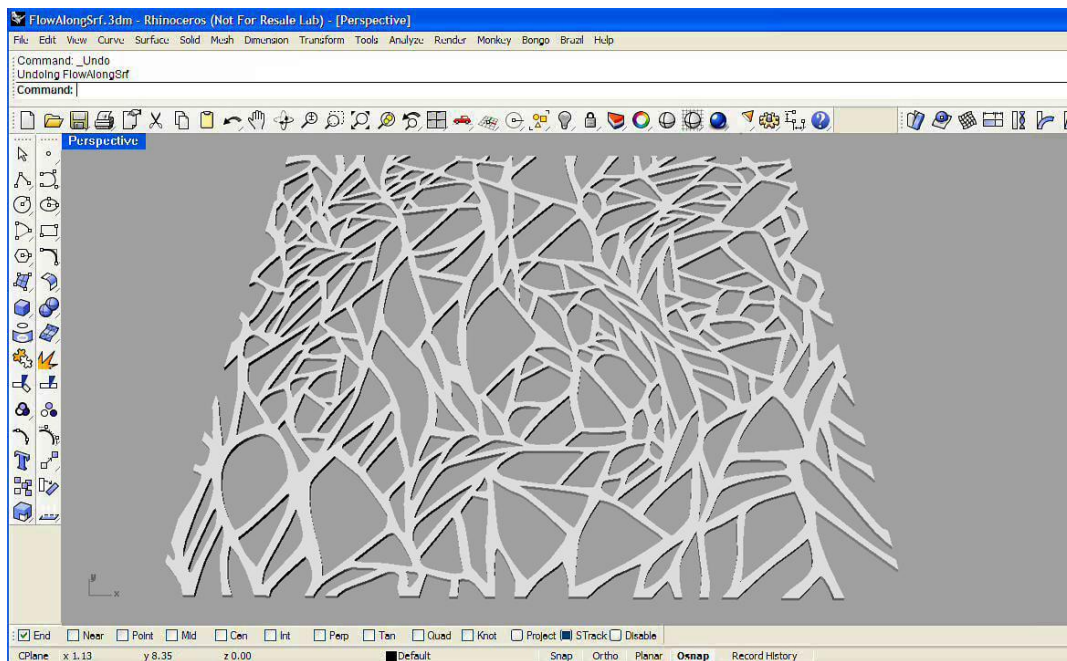 FlowAlongSrf.3dm - Rhinoceros (Not For Resale Lab) - [Perspective]
File Edit View Curve Surface Solid Mesh Dimension Transform Tools Analyze Render Monkey Bongo Brazil Help
Command: _Undo
Undoing FlowAlongSrf
Command:
Perspective
y
x
End Near Point Mid Cen Int Perp Tan Quad Knot Project STrack Disable
CPlane x 1.13 y 8.35 z 0.00 Default Snap Ortho Planar Osnap Record History